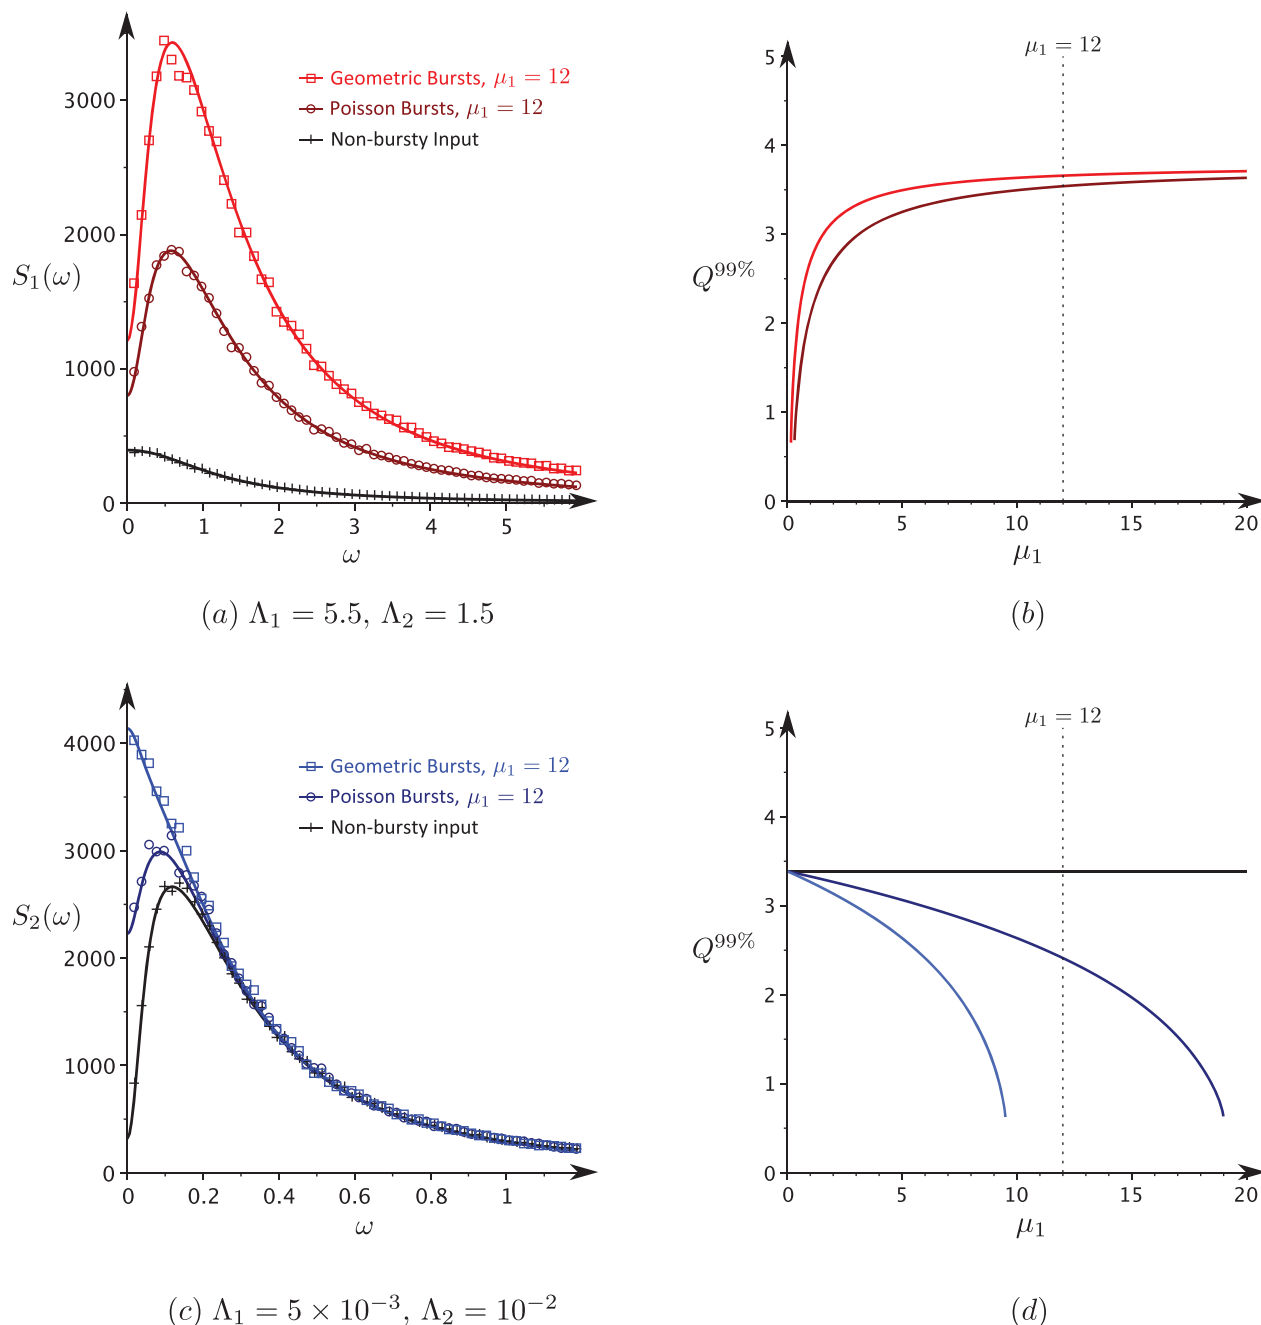 3000
2000
1000
0
S₁(ω)
0 1 2 3 4 5
ω
Geometric Bursts, μ₁ = 12
Poisson Bursts, μ₁ = 12
Non-bursty Input
(a) Λ₁ = 5.5, Λ₂ = 1.5
μ₁ = 12
5
4
3
2
1
0
Q⁹⁹%
0 5 10 15 20
μ₁
(b)
4000
3000
2000
1000
0
S₂(ω)
0 0.2 0.4 0.6 0.8 1
ω
Geometric Bursts, μ₁ = 12
Poisson Bursts, μ₁ = 12
Non-bursty input
(c) Λ₁ = 5 × 10⁻³, Λ₂ = 10⁻²
μ₁ = 12
5
4
3
2
1
0
Q⁹⁹%
0 5 10 15 20
μ₁
(d)